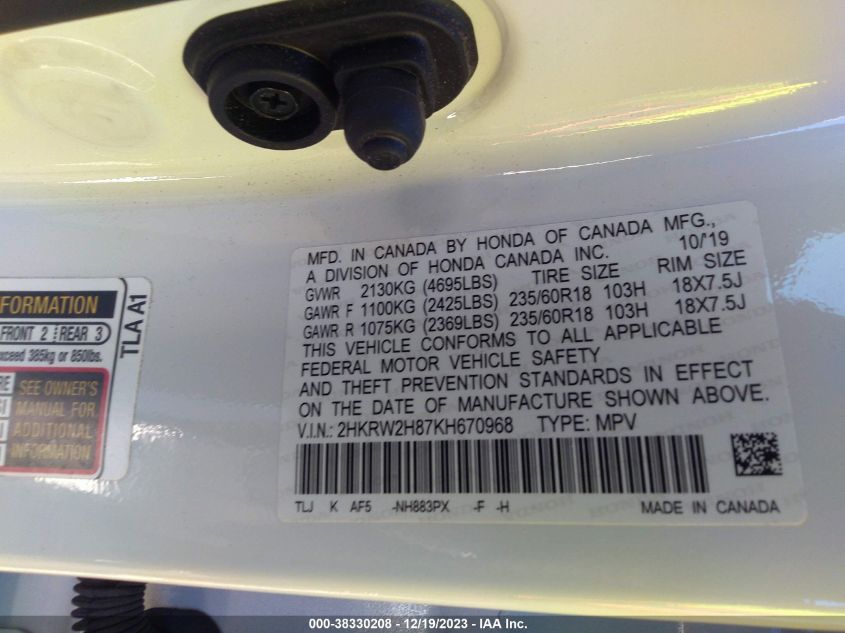 MFD. IN CANADA BY HONDA OF CANADA MFG.,
A DIVISION OF HONDA CANADA INC. 10/'19
GVWR 2130KG (4695LBS) TIRE SIZE RIM SIZE
GAWR F 1100KG (2425LBS) 235/60R18 103H 18X7.5J
GAWR R 1075KG (2369LBS) 235/60R18 103H 18X7.5J
THIS VEHICLE CONFORMS TO ALL APPLICABLE
FEDERAL MOTOR VEHICLE SAFETY
AND THEFT PREVENTION STANDARDS IN EFFECT
ON THE DATE OF MANUFACTURE SHOWN ABOVE.
V.I.N.: 2HKRW2H87KH670968 TYPE: MPV
TLJ K AF5 -NH883PX -F -H MADE IN CANADA
FRONT 2 REAR 3
385kg or 850lbs.
TLA A1
SEE OWNER'S
MANUAL FOR
ADDITIONAL
INFORMATION
000-38330208 - 12/19/2023 - IAA Inc.